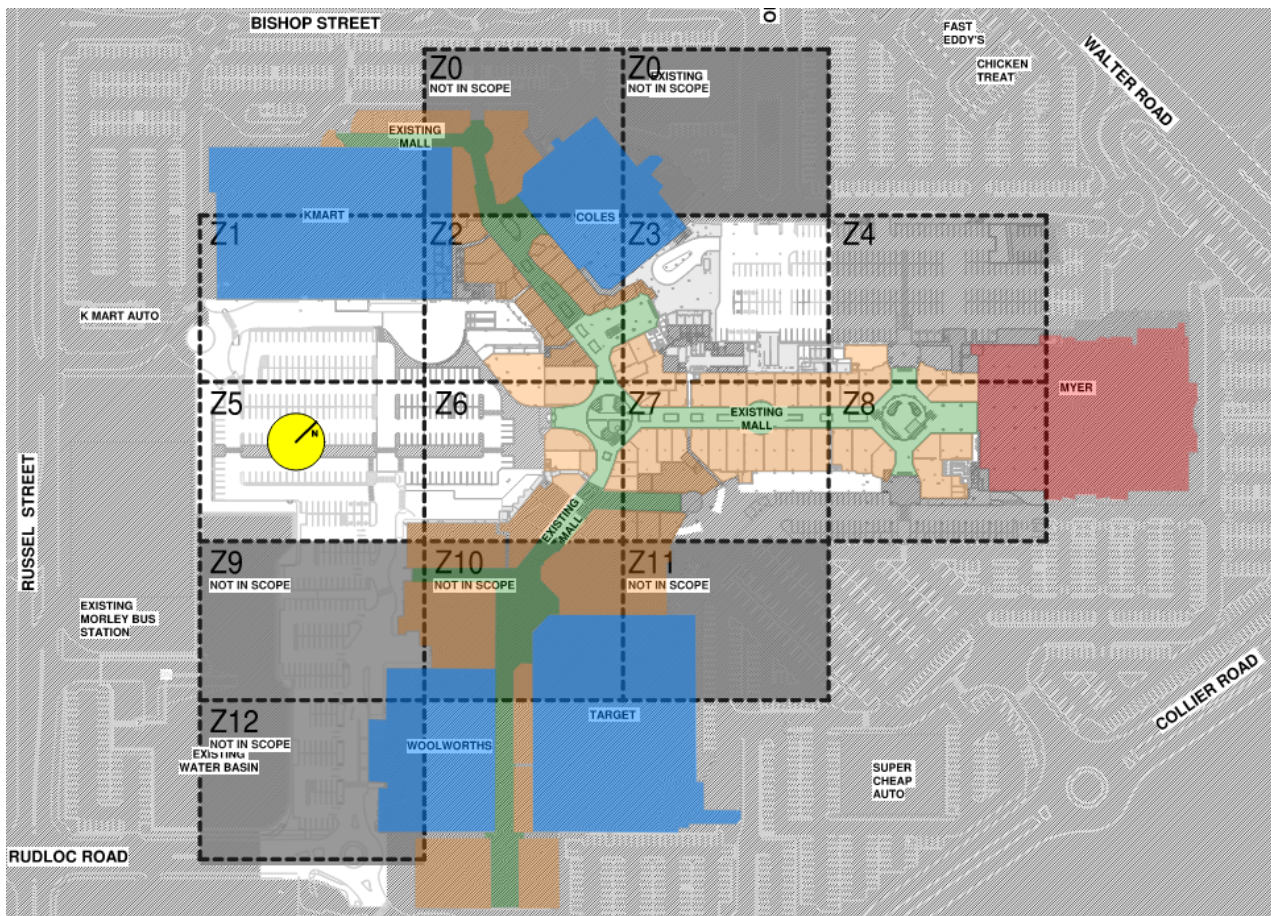 BISHOP STREET
FAST
EDDY'S
CHICKEN
TREAT
WALTER ROAD
Z0
NOT IN SCOPE
Z0
EXISTING
NOT IN SCOPE
EXISTING
MALL
KMART
COLES
Z1
Z2
Z3
Z4
K MART AUTO
MYER
Z5
Z6
Z7
Z8
EXISTING
MALL
N
RUSSEL STREET
EXISTING
MALL
Z9
NOT IN SCOPE
Z10
NOT IN SCOPE
Z11
NOT IN SCOPE
EXISTING
MORLEY BUS
STATION
COLLIER ROAD
Z12
NOT IN SCOPE
EXISTING
WATER BASIN
WOOLWORTHS
TARGET
SUPER
CHEAP
AUTO
RUDLOC ROAD